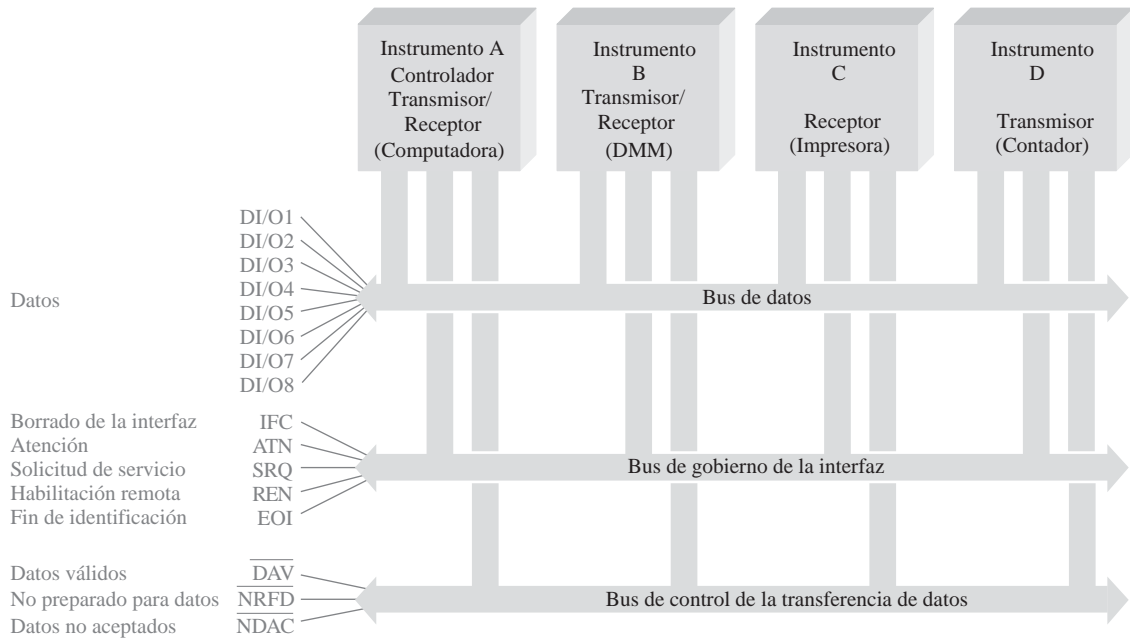 Instrumento A
Controlador
Transmisor/
Receptor
(Computadora)
Instrumento
B
Transmisor/
Receptor
(DMM)
Instrumento
C
Receptor
(Impresora)
Instrumento
D
Transmisor
(Contador)
Datos
DI/O1
DI/O2
DI/O3
DI/O4
DI/O5
DI/O6
DI/O7
DI/O8
Bus de datos
Borrado de la interfaz IFC
Atención ATN
Solicitud de servicio SRQ
Habilitación remota REN
Fin de identificación EOI
Bus de gobierno de la interfaz
Datos válidos D̅A̅V̅
No preparado para datos N̅R̅F̅D̅
Datos no aceptados N̅D̅A̅C̅
Bus de control de la transferencia de datos